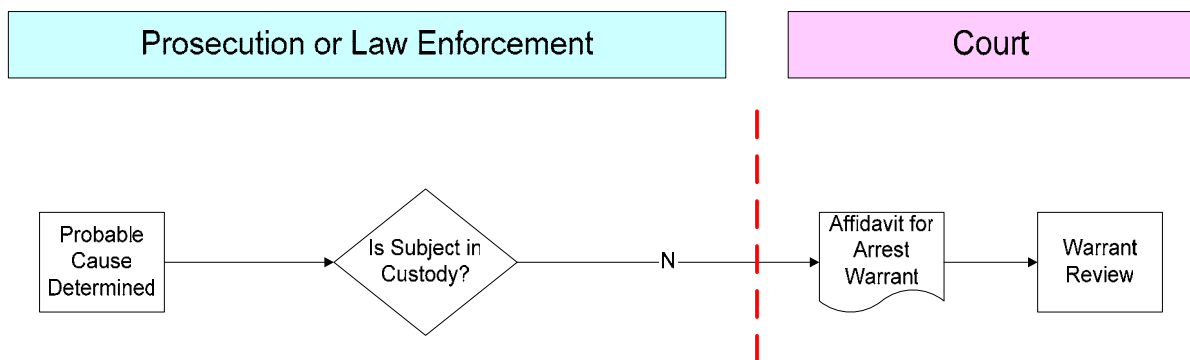 Prosecution or Law Enforcement
Court
Probable
Cause
Determined
Is Subject in
Custody?
N
Affidavit for
Arrest
Warrant
Warrant
Review